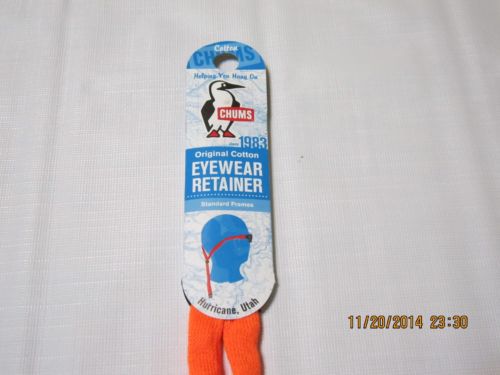 Cotton
CHUMS
Helping You Hang On
CHUMS
since 1983
Original Cotton
EYEWEAR
RETAINER
Standard Frames
Hurricane, Utah
11/20/2014 23:30